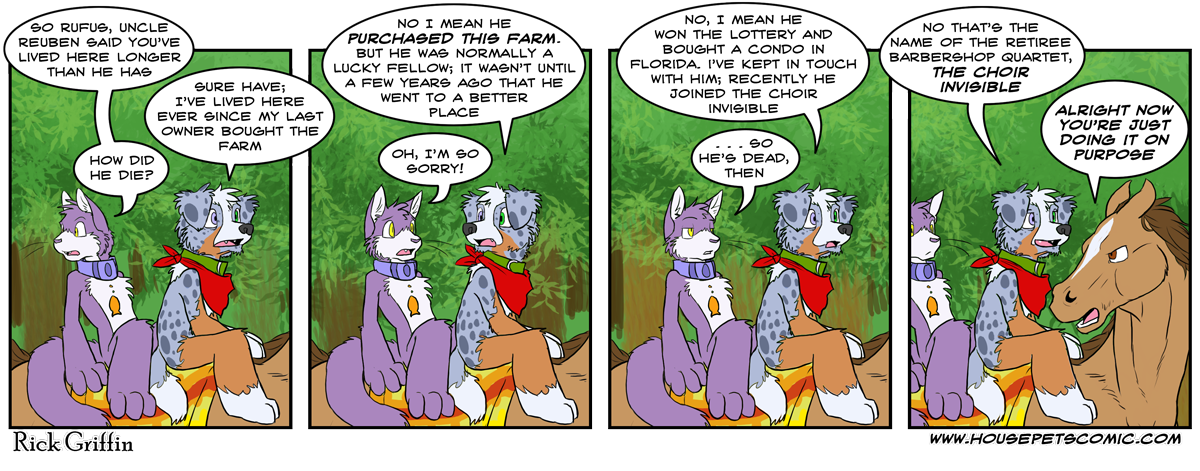 SO RUFUS, UNCLE
REUBEN SAID YOU'VE
LIVED HERE LONGER
THAN HE HAS
SURE HAVE;
I'VE LIVED HERE
EVER SINCE MY LAST
OWNER BOUGHT THE
FARM
HOW DID
HE DIE?
NO I MEAN HE
PURCHASED THIS FARM.
BUT HE WAS NORMALLY A
LUCKY FELLOW; IT WASN'T UNTIL
A FEW YEARS AGO THAT HE
WENT TO A BETTER
PLACE
OH, I'M SO
SORRY!
NO, I MEAN HE
WON THE LOTTERY AND
BOUGHT A CONDO IN
FLORIDA. I'VE KEPT IN TOUCH
WITH HIM; RECENTLY HE
JOINED THE CHOIR
INVISIBLE
. . . SO
HE'S DEAD,
THEN
NO THAT'S THE
NAME OF THE RETIREE
BARBERSHOP QUARTET,
THE CHOIR
INVISIBLE
ALRIGHT NOW
YOU'RE JUST
DOING IT ON
PURPOSE
Rick Griffin
WWW.HOUSEPETSCOMIC.COM